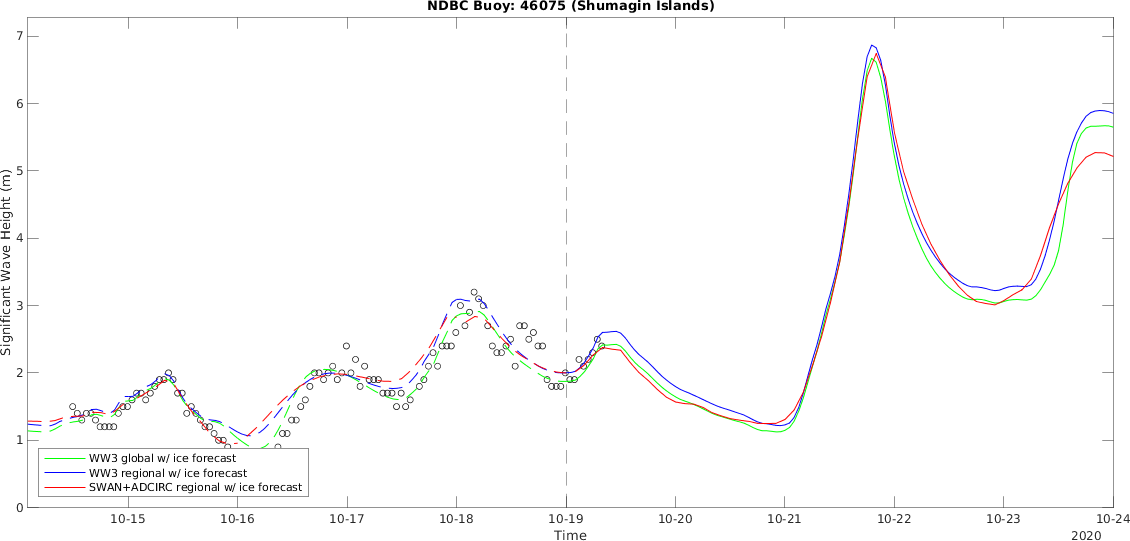 NDBC Buoy: 46075 (Shumagin Islands)
7
6
5
4
3
2
1
0
Significant Wave Height (m)
WW3 global w/ ice forecast
WW3 regional w/ ice forecast
SWAN+ADCIRC regional w/ ice forecast
10-15 10-16 10-17 10-18 10-19 10-20 10-21 10-22 10-23 10-24
Time
2020